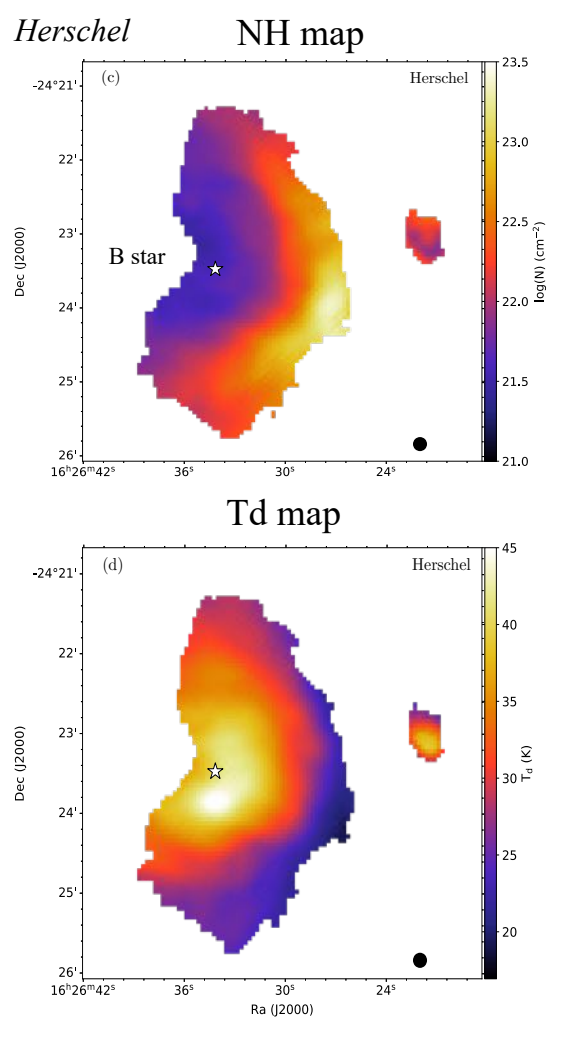 Herschel
NH map
(c)
Herschel
−24°21'
22'
23'
24'
25'
26'
Dec (J2000)
B star
16ʰ26ᵐ42ˢ
36ˢ
30ˢ
24ˢ
23.5
23.0
22.5
22.0
21.5
21.0
log(N) (cm⁻²)
Td map
(d)
Herschel
−24°21'
22'
23'
24'
25'
26'
Dec (J2000)
16ʰ26ᵐ42ˢ
36ˢ
30ˢ
24ˢ
Ra (J2000)
45
40
35
30
25
20
T_d (K)